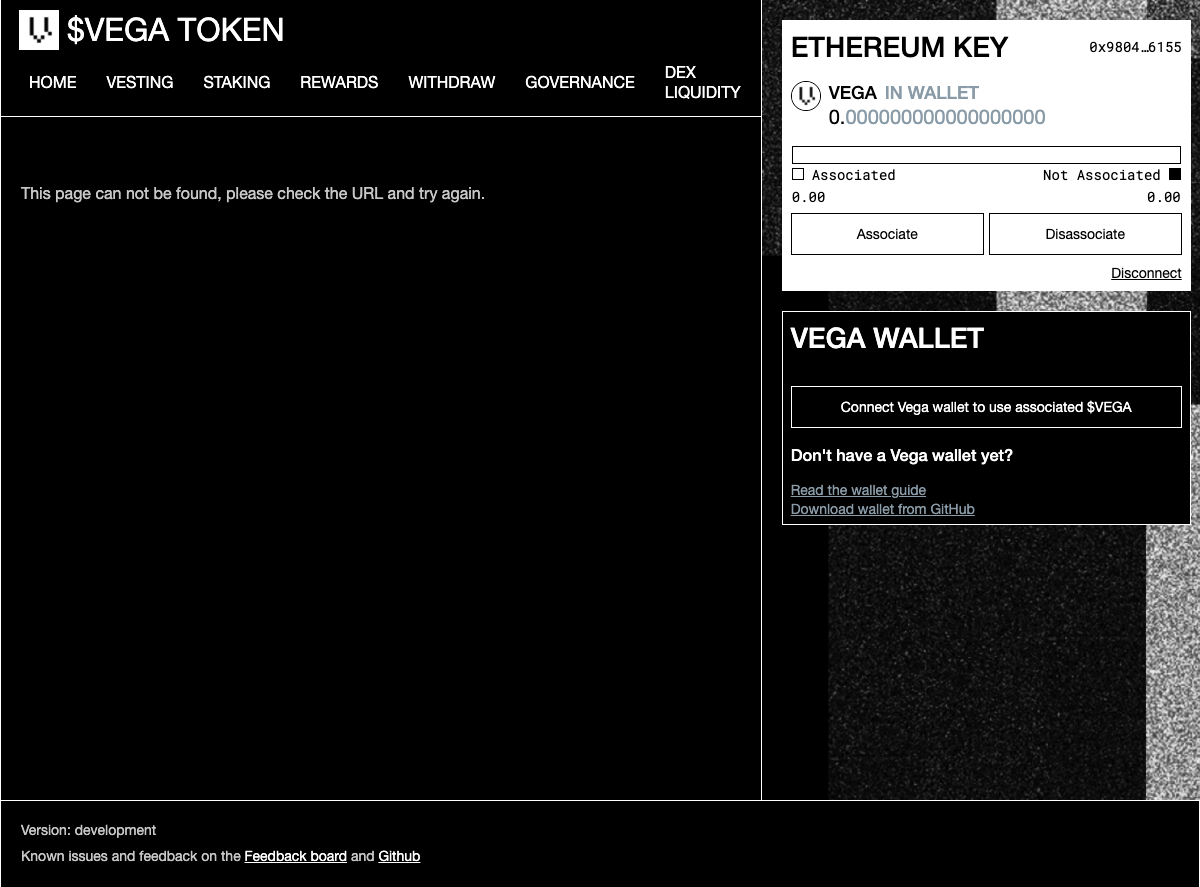 $VEGA TOKEN
HOME VESTING STAKING REWARDS WITHDRAW GOVERNANCE DEX LIQUIDITY
This page can not be found, please check the URL and try again.
ETHEREUM KEY 0x9804…6155
VEGA IN WALLET
0.000000000000000000
Associated Not Associated
0.00 0.00
Associate Disassociate
Disconnect
VEGA WALLET
Connect Vega wallet to use associated $VEGA
Don't have a Vega wallet yet?
Read the wallet guide
Download wallet from GitHub
Version: development
Known issues and feedback on the Feedback board and Github